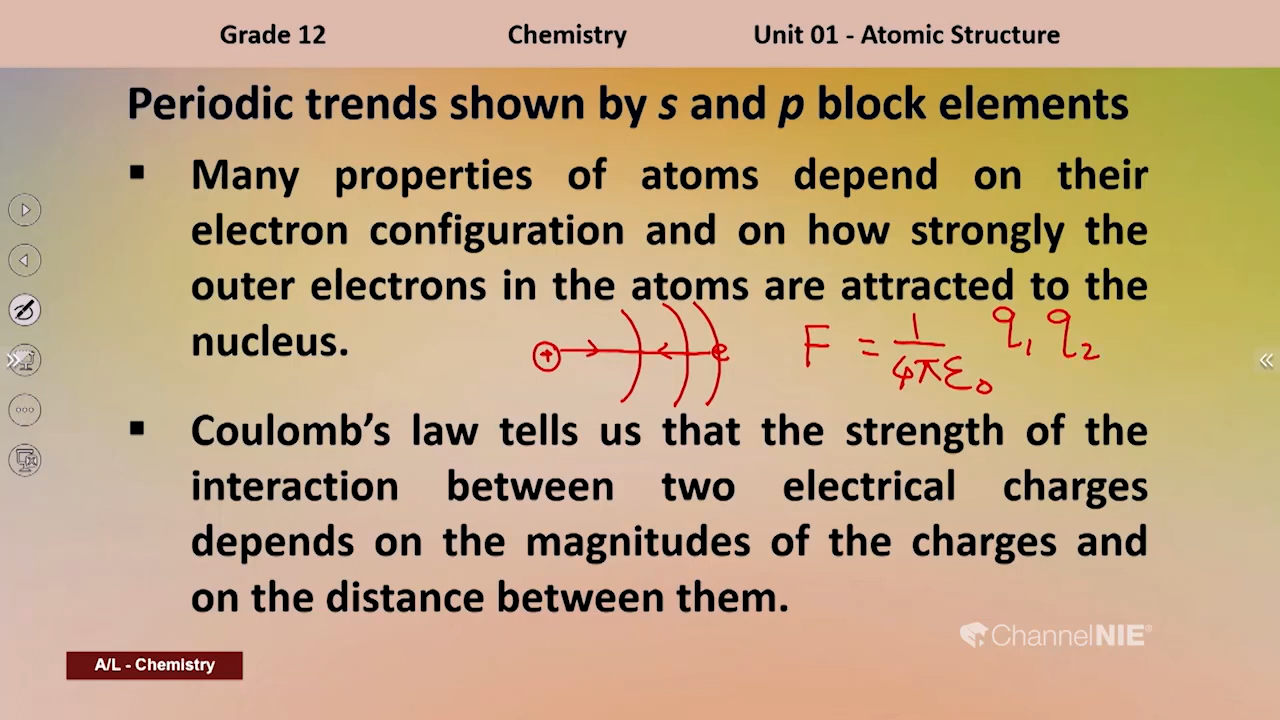 Grade 12 Chemistry Unit 01 - Atomic Structure
Periodic trends shown by s and p block elements
▪ Many properties of atoms depend on their
electron configuration and on how strongly the
outer electrons in the atoms are attracted to the
nucleus.
+ e F = 1/4πε₀ q₁ q₂
▪ Coulomb’s law tells us that the strength of the
interaction between two electrical charges
depends on the magnitudes of the charges and
on the distance between them.
ChannelNIE®
A/L - Chemistry